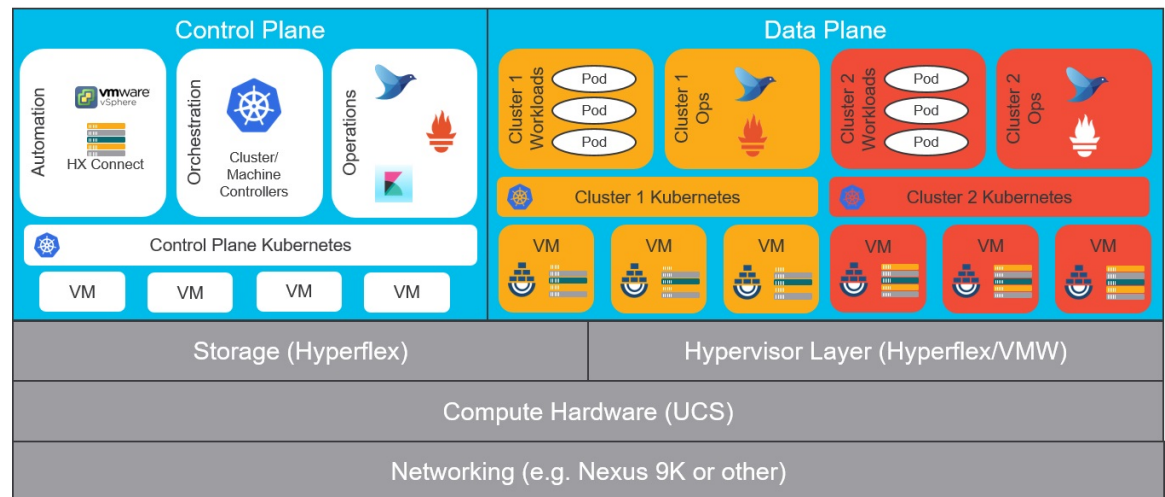 Control Plane
Automation
vmware
vSphere
HX Connect
Orchestration
Cluster/
Machine
Controllers
Operations
Control Plane Kubernetes
VM
VM
VM
VM
Data Plane
Cluster 1
Workloads
Pod
Pod
Pod
Cluster 1
Ops
Cluster 2
Workloads
Pod
Pod
Pod
Cluster 2
Ops
Cluster 1 Kubernetes
Cluster 2 Kubernetes
VM
VM
VM
VM
VM
VM
Storage (Hyperflex)
Hypervisor Layer (Hyperflex/VMW)
Compute Hardware (UCS)
Networking (e.g. Nexus 9K or other)